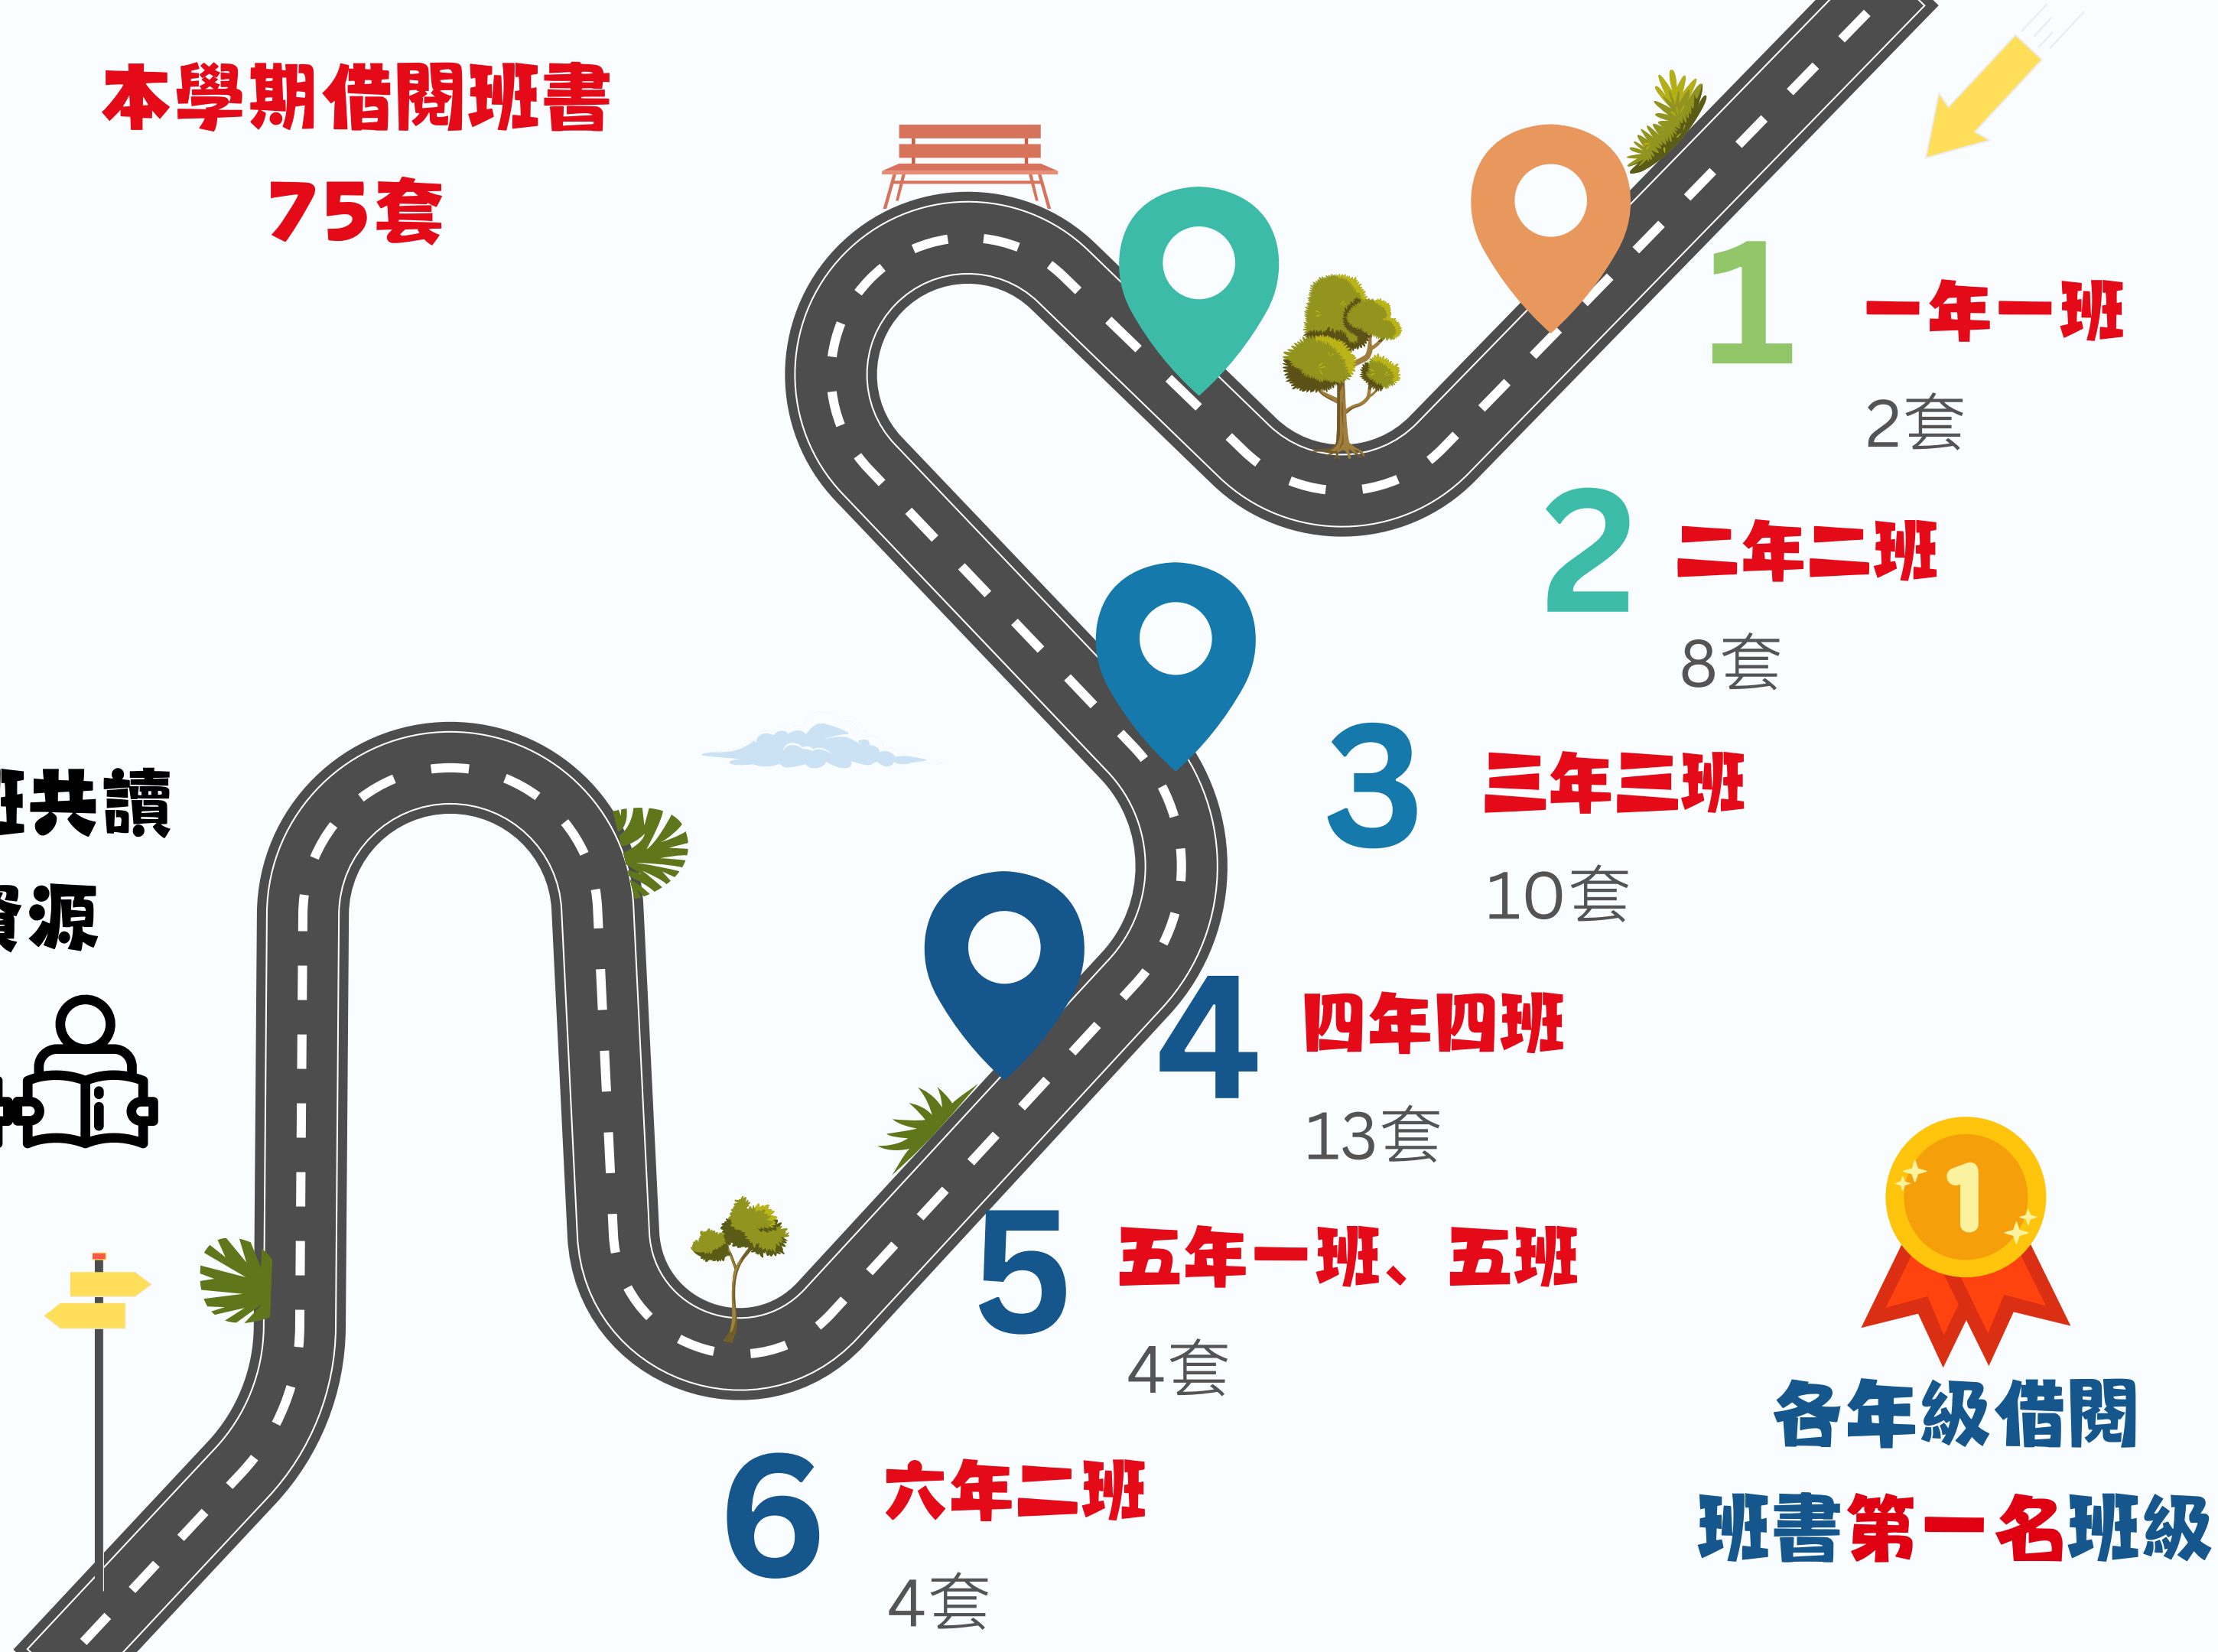 本學期借閱班書
75套
1
一年一班
2套
2
二年二班
8套
3
三年三班
10套
班共讀
資源
4
四年四班
13套
5
五年一班、五班
4套
6
六年二班
4套
1
各年級借閱
班書第一名班級